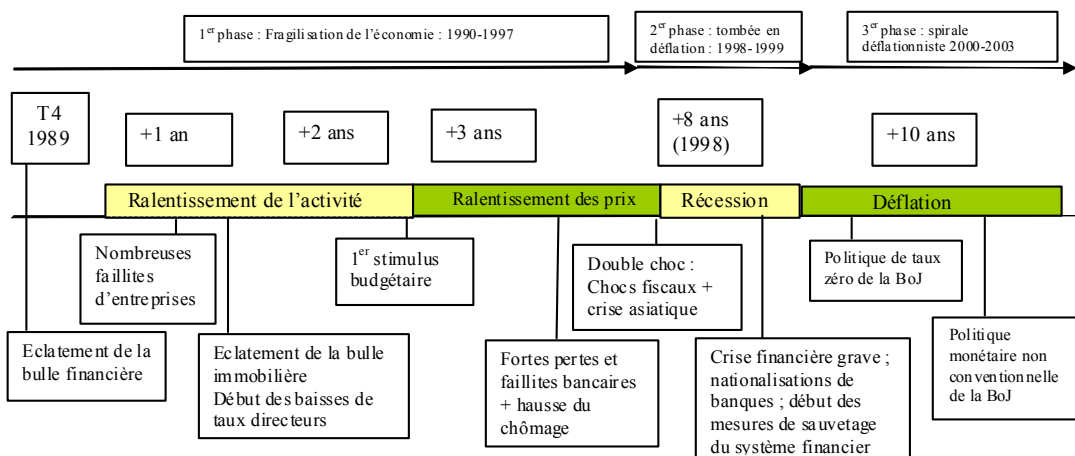 1er phase : Fragilisation de l'économie : 1990-1997
2er phase : tombée en
déflation : 1998-1999
3er phase : spirale
déflationniste 2000-2003
T4
1989
+1 an
+2 ans
+3 ans
+8 ans
(1998)
+10 ans
Ralentissement de l'activité
Ralentissement des prix
Récession
Déflation
Nombreuses
faillites
d'entreprises
1er stimulus
budgétaire
Double choc :
Chocs fiscaux +
crise asiatique
Politique de taux
zéro de la BoJ
Eclatement de la
bulle financière
Eclatement de la bulle
immobilière
Début des baisses de
taux directeurs
Fortes pertes et
faillites bancaires
+ hausse du
chômage
Crise financière grave ;
nationalisations de
banques ; début des
mesures de sauvetage
du système financier
Politique
monétaire non
conventionnelle
de la BoJ